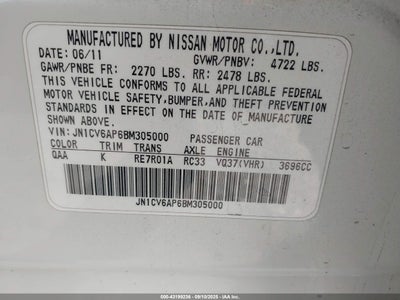 MANUFACTURED BY NISSAN MOTOR CO.,LTD.
DATE: 06/11 GVWR/PNBV: 4722 LBS.
GAWR/PNBE FR: 2270 LBS. RR: 2478 LBS.
THIS VEHICLE CONFORMS TO ALL APPLICABLE FEDERAL
MOTOR VEHICLE SAFETY, BUMPER, AND THEFT PREVENTION
STANDARDS IN EFFECT ON THE DATE OF MANUFACTURE
SHOWN ABOVE.
VIN: JN1CV6AP6BM305000 PASSENGER CAR
COLOR TRIM TRANS AXLE ENGINE
QAA K RE7R01A RC33 VQ37(VHR) 3696CC
JN1CV6AP6BM305000
000-43199236 - 09/10/2025 - IAAI.COM